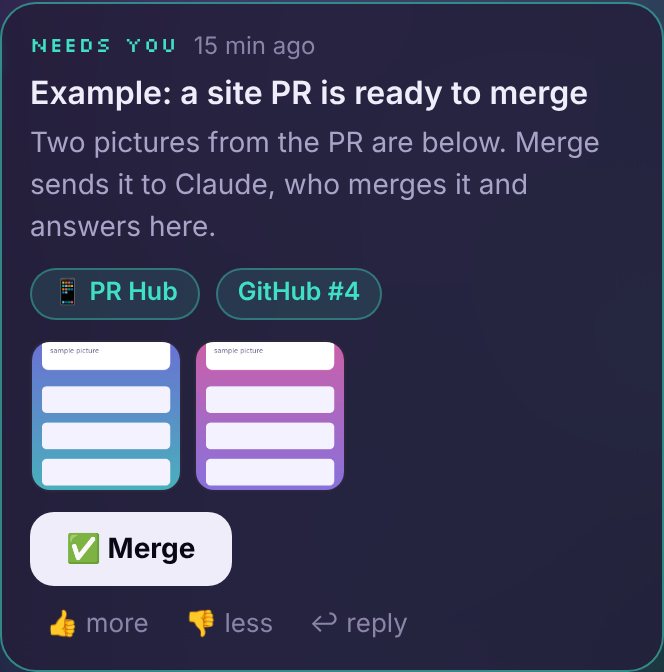 NEEDS YOU 15 min ago
Example: a site PR is ready to merge
Two pictures from the PR are below. Merge
sends it to Claude, who merges it and
answers here.
📱 PR Hub GitHub #4
sample picture sample picture
✅ Merge
👍 more 👎 less ↩ reply